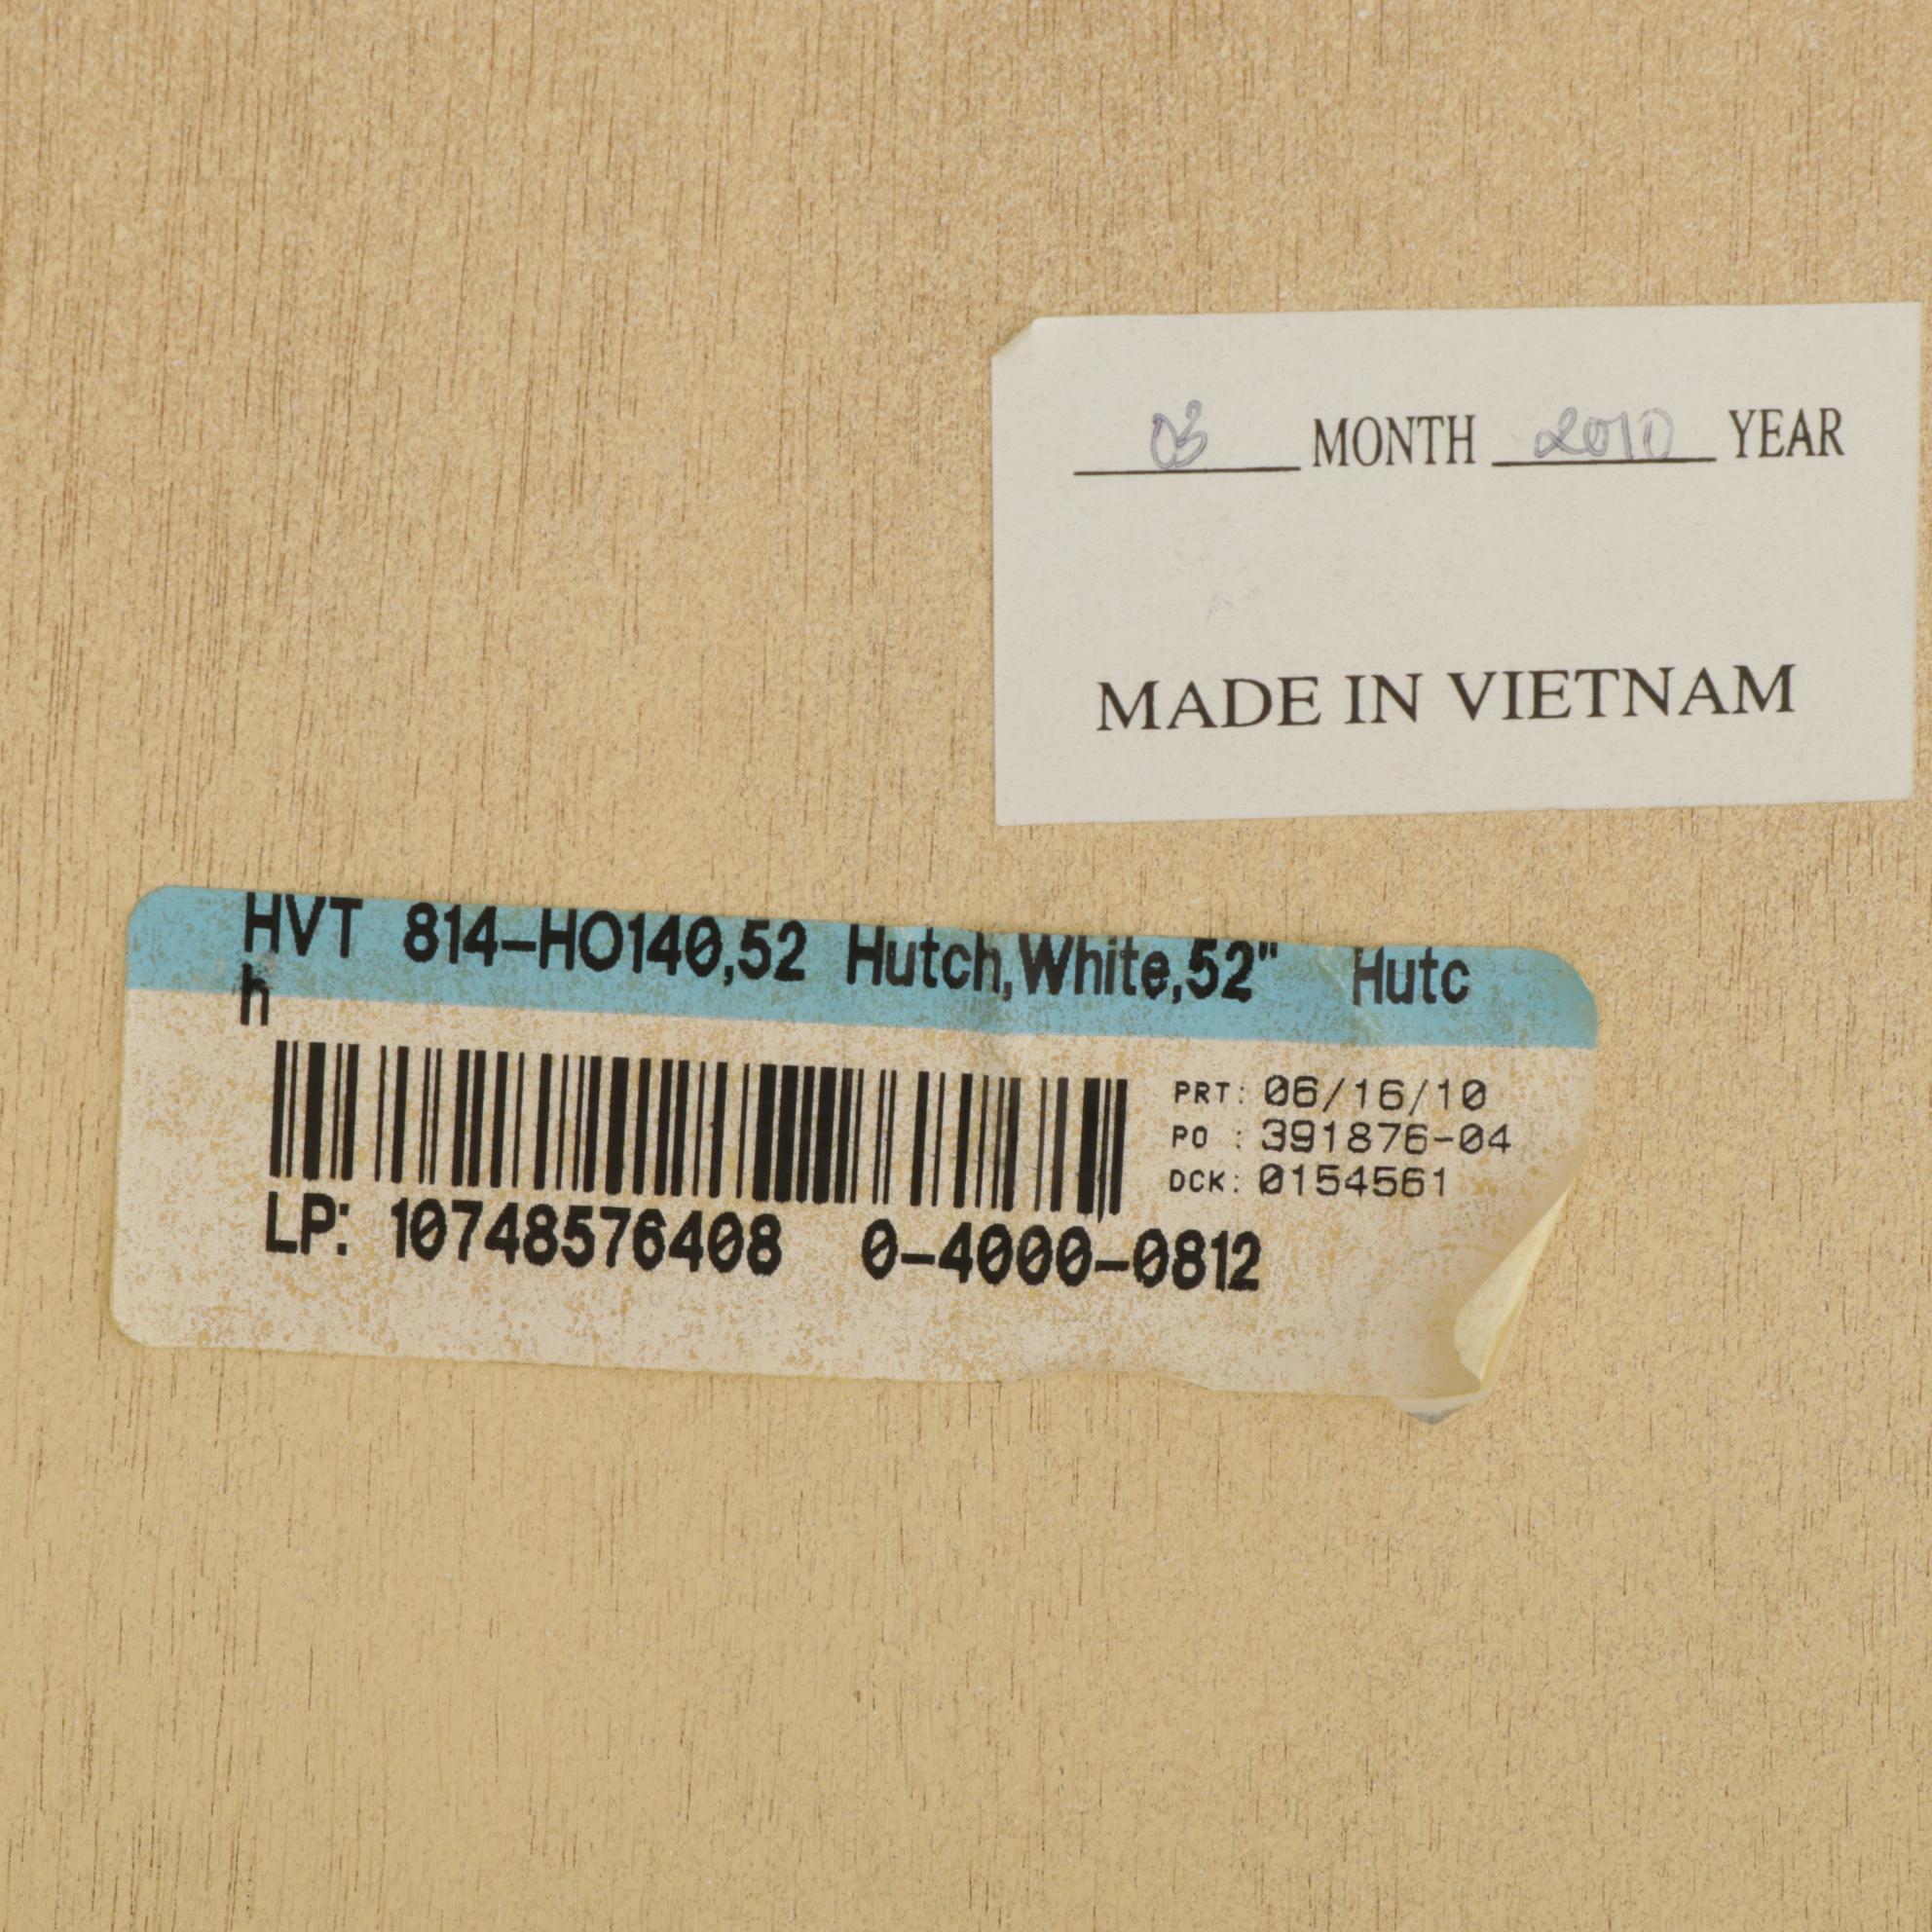 03 MONTH 2010 YEAR
MADE IN VIETNAM
HVT 814-HO140,52 Hutch,White,52" Hutc
h
PRT: 06/16/10
PO : 391876-04
DCK: 0154561
LP: 10748576408 0-4000-0812